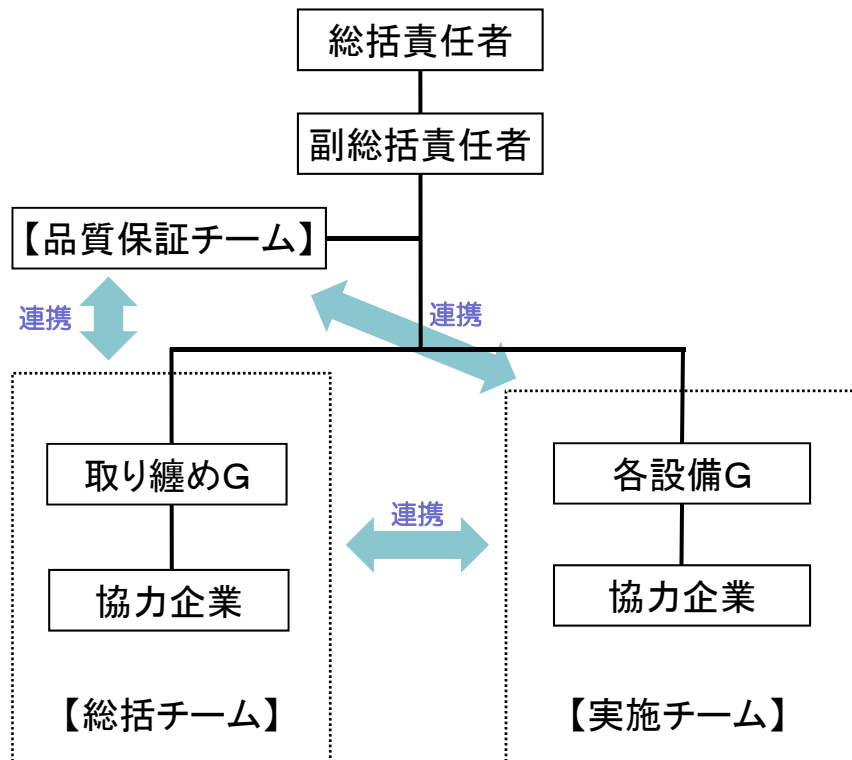 総括責任者
副総括責任者
【品質保証チーム】
連携
連携
取り纏めG
各設備G
連携
協力企業
協力企業
【総括チーム】
【実施チーム】